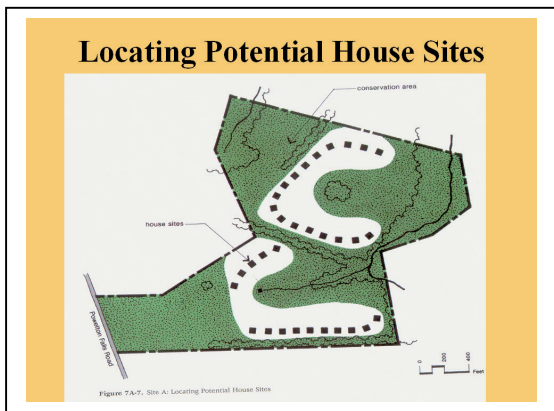 Locating Potential House Sites
conservation area
house sites
Powelton Falls Road
0
200
400
Feet
Figure 7A-7. Site A: Locating Potential House Sites